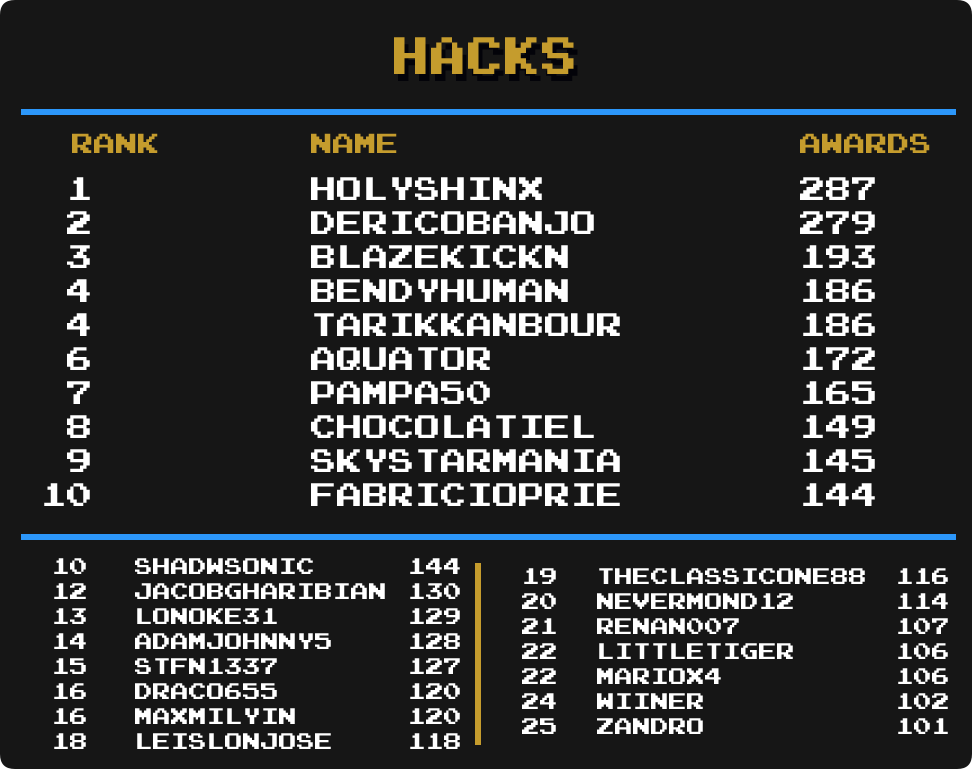 HACKS
RANK NAME AWARDS
1 HOLYSHINX 287
2 DERICOBANJO 279
3 BLAZEKICKN 193
4 BENDYHUMAN 186
4 TARIKKANBOUR 186
6 AQUATOR 172
7 PAMPA50 165
8 CHOCOLATIEL 149
9 SKYSTARMANIA 145
10 FABRICIOPRIE 144
10 SHADWSONIC 144
12 JACOBGHARIBIAN 130
13 LONOKE31 129
14 ADAMJOHNNY5 128
15 STFN1337 127
16 DRACO655 120
16 MAXMILYIN 120
18 LEISLONJOSE 118
19 THECLASSICONE88 116
20 NEVERMOND12 114
21 RENAN007 107
22 LITTLETIGER 106
22 MARIOX4 106
24 WIINER 102
25 ZANDRO 101